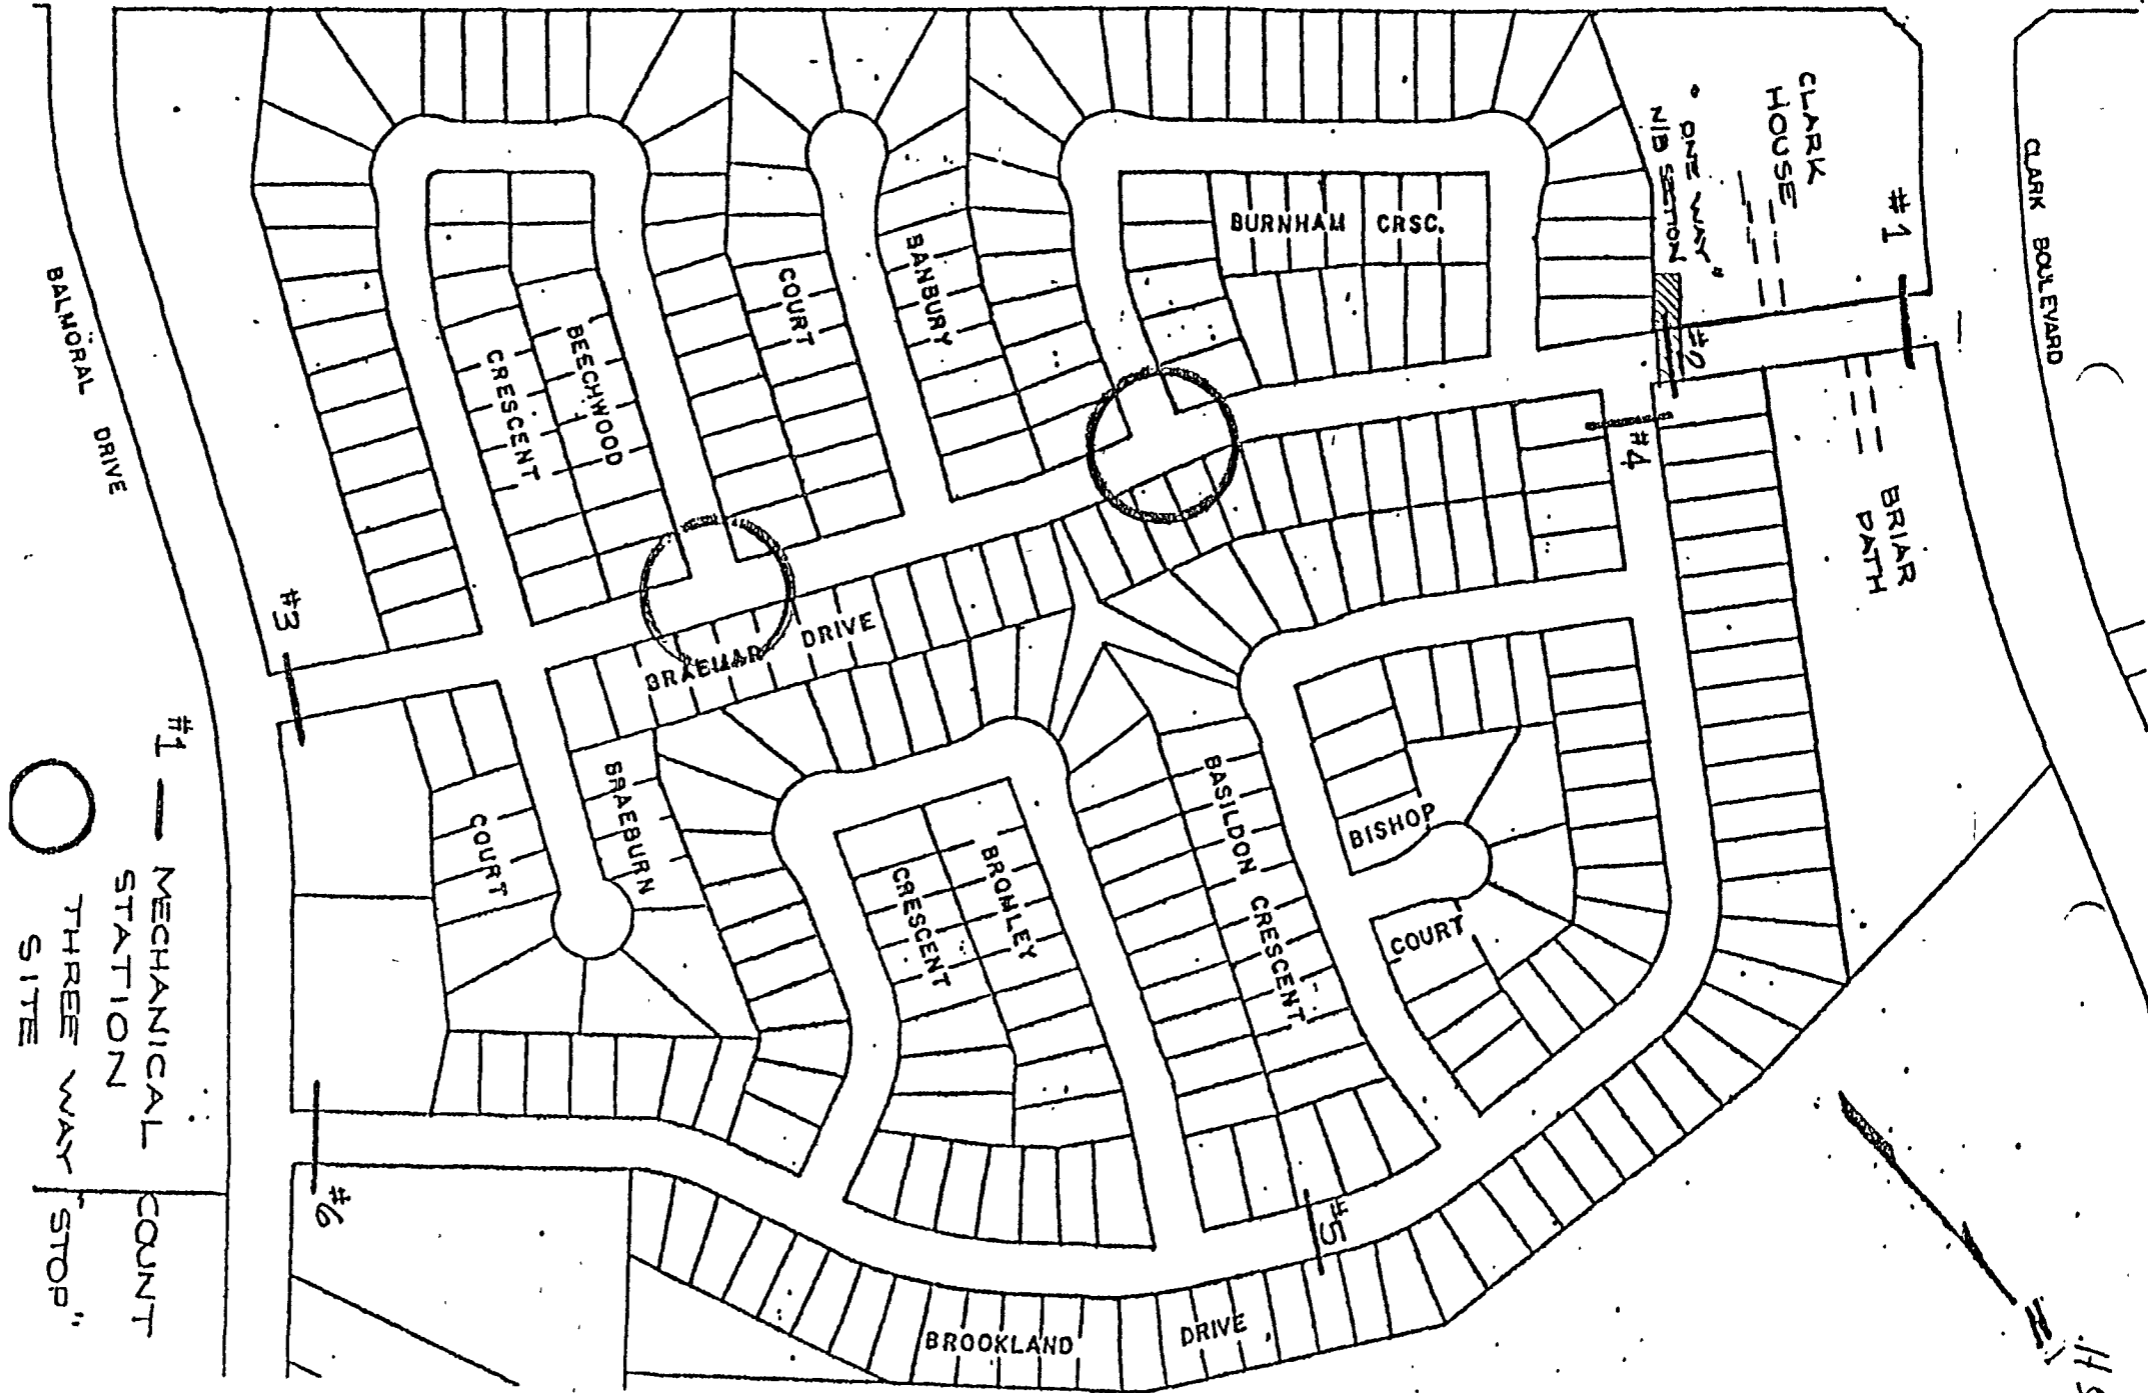 CLARK
HOUSE
" ONE WAY "
N/B SECTION
#1
CLARK BOULEVARD
BURNHAM CRSC.
#2
#4
BRIAR
PATH
BANBURY
COURT
BEECHWOOD
CRESCENT
BALMORAL DRIVE
#3
BRAEMAR DRIVE
BRAEBURN
COURT
BROMLEY
CRESCENT
BASILDON CRESCENT
BISHOP
COURT
#5
#6
BROOKLAND DRIVE
#1 — MECHANICAL COUNT
STATION
THREE WAY "STOP"
SITE
N